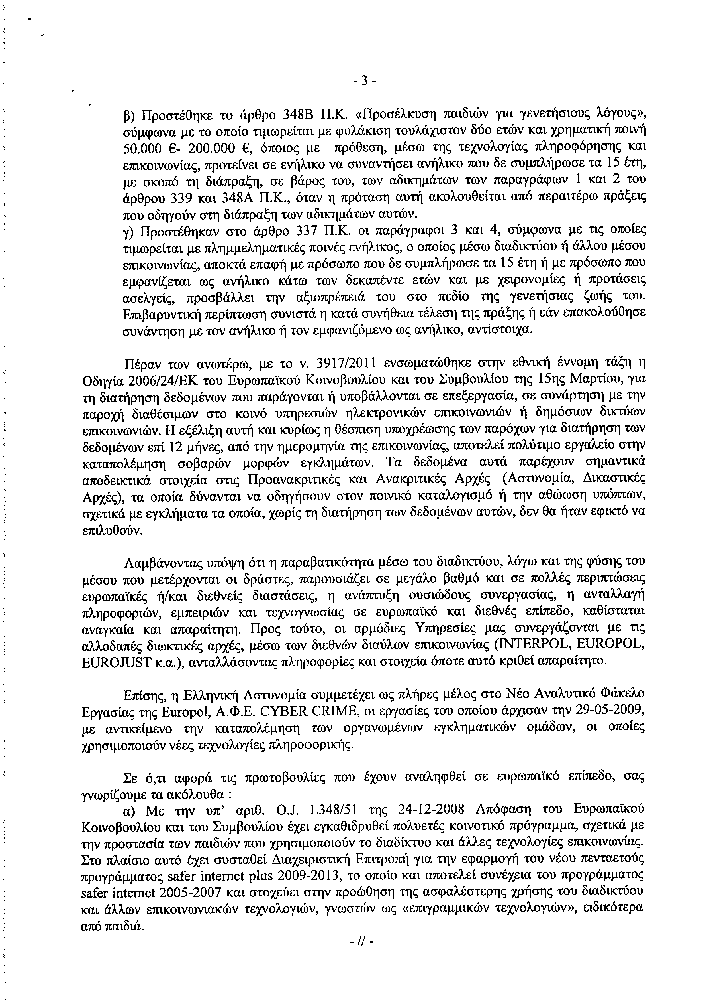 - 3 -
β) Προστέθηκε το άρθρο 348Β Π.Κ. «Προσέλκυση παιδιών για γενετήσιους λόγους»,
σύμφωνα με το οποίο τιμωρείται με φυλάκιση τουλάχιστον δύο ετών και χρηματική ποινή
50.000 €- 200.000 €, όποιος με πρόθεση, μέσω της τεχνολογίας πληροφόρησης και
επικοινωνίας, προτείνει σε ενήλικο να συναντήσει ανήλικο που δε συμπλήρωσε τα 15 έτη,
με σκοπό τη διάπραξη, σε βάρος του, των αδικημάτων των παραγράφων 1 και 2 του
άρθρου 339 και 348Α Π.Κ., όταν η πρόταση αυτή ακολουθείται από περαιτέρω πράξεις
που οδηγούν στη διάπραξη των αδικημάτων αυτών.
γ) Προστέθηκαν στο άρθρο 337 Π.Κ. οι παράγραφοι 3 και 4, σύμφωνα με τις οποίες
τιμωρείται με πλημμεληματικές ποινές ενήλικος, ο οποίος μέσω διαδικτύου ή άλλου μέσου
επικοινωνίας, αποκτά επαφή με πρόσωπο που δε συμπλήρωσε τα 15 έτη ή με πρόσωπο που
εμφανίζεται ως ανήλικο κάτω των δεκαπέντε ετών και με χειρονομίες ή προτάσεις
ασελγείς, προσβάλλει την αξιοπρέπειά του στο πεδίο της γενετήσιας ζωής του.
Επιβαρυντική περίπτωση συνιστά η κατά συνήθεια τέλεση της πράξης ή εάν επακολούθησε
συνάντηση με τον ανήλικο ή τον εμφανιζόμενο ως ανήλικο, αντίστοιχα.
Πέραν των ανωτέρω, με το ν. 3917/2011 ενσωματώθηκε στην εθνική έννομη τάξη η
Οδηγία 2006/24/ΕΚ του Ευρωπαϊκού Κοινοβουλίου και του Συμβουλίου της 15ης Μαρτίου, για
τη διατήρηση δεδομένων που παράγονται ή υποβάλλονται σε επεξεργασία, σε συνάρτηση με την
παροχή διαθέσιμων στο κοινό υπηρεσιών ηλεκτρονικών επικοινωνιών ή δημόσιων δικτύων
επικοινωνιών. Η εξέλιξη αυτή και κυρίως η θέσπιση υποχρέωσης των παρόχων για διατήρηση των
δεδομένων επί 12 μήνες, από την ημερομηνία της επικοινωνίας, αποτελεί πολύτιμο εργαλείο στην
καταπολέμηση σοβαρών μορφών εγκλημάτων. Τα δεδομένα αυτά παρέχουν σημαντικά
αποδεικτικά στοιχεία στις Προανακριτικές και Ανακριτικές Αρχές (Αστυνομία, Δικαστικές
Αρχές), τα οποία δύνανται να οδηγήσουν στον ποινικό καταλογισμό ή την αθώωση υπόπτων,
σχετικά με εγκλήματα τα οποία, χωρίς τη διατήρηση των δεδομένων αυτών, δεν θα ήταν εφικτό να
επιλυθούν.
Λαμβάνοντας υπόψη ότι η παραβατικότητα μέσω του διαδικτύου, λόγω και της φύσης του
μέσου που μετέρχονται οι δράστες, παρουσιάζει σε μεγάλο βαθμό και σε πολλές περιπτώσεις
ευρωπαϊκές ή/και διεθνείς διαστάσεις, η ανάπτυξη ουσιώδους συνεργασίας, η ανταλλαγή
πληροφοριών, εμπειριών και τεχνογνωσίας σε ευρωπαϊκό και διεθνές επίπεδο, καθίσταται
αναγκαία και απαραίτητη. Προς τούτο, οι αρμόδιες Υπηρεσίες μας συνεργάζονται με τις
αλλοδαπές διωκτικές αρχές, μέσω των διεθνών διαύλων επικοινωνίας (INTERPOL, EUROPOL,
EUROJUST κ.α.), ανταλλάσοντας πληροφορίες και στοιχεία όποτε αυτό κριθεί απαραίτητο.
Επίσης, η Ελληνική Αστυνομία συμμετέχει ως πλήρες μέλος στο Νέο Αναλυτικό Φάκελο
Εργασίας της Europol, Α.Φ.Ε. CYBER CRIME, οι εργασίες του οποίου άρχισαν την 29-05-2009,
με αντικείμενο την καταπολέμηση των οργανωμένων εγκληματικών ομάδων, οι οποίες
χρησιμοποιούν νέες τεχνολογίες πληροφορικής.
Σε ό,τι αφορά τις πρωτοβουλίες που έχουν αναληφθεί σε ευρωπαϊκό επίπεδο, σας
γνωρίζουμε τα ακόλουθα :
α) Με την υπ’ αριθ. O.J. L348/51 της 24-12-2008 Απόφαση του Ευρωπαϊκού
Κοινοβουλίου και του Συμβουλίου έχει εγκαθιδρυθεί πολυετές κοινοτικό πρόγραμμα, σχετικά με
την προστασία των παιδιών που χρησιμοποιούν το διαδίκτυο και άλλες τεχνολογίες επικοινωνίας.
Στο πλαίσιο αυτό έχει συσταθεί Διαχειριστική Επιτροπή για την εφαρμογή του νέου πενταετούς
προγράμματος safer internet plus 2009-2013, το οποίο και αποτελεί συνέχεια του προγράμματος
safer internet 2005-2007 και στοχεύει στην προώθηση της ασφαλέστερης χρήσης του διαδικτύου
και άλλων επικοινωνιακών τεχνολογιών, γνωστών ως «επιγραμμικών τεχνολογιών», ειδικότερα
από παιδιά.
- // -